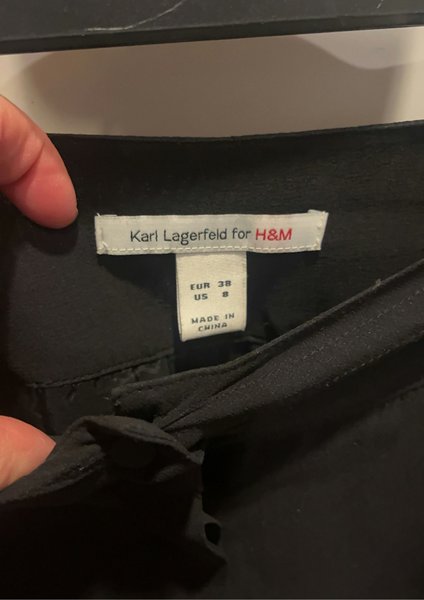 Karl Lagerfeld for H&M
EUR 38
US 8
MADE IN
CHINA